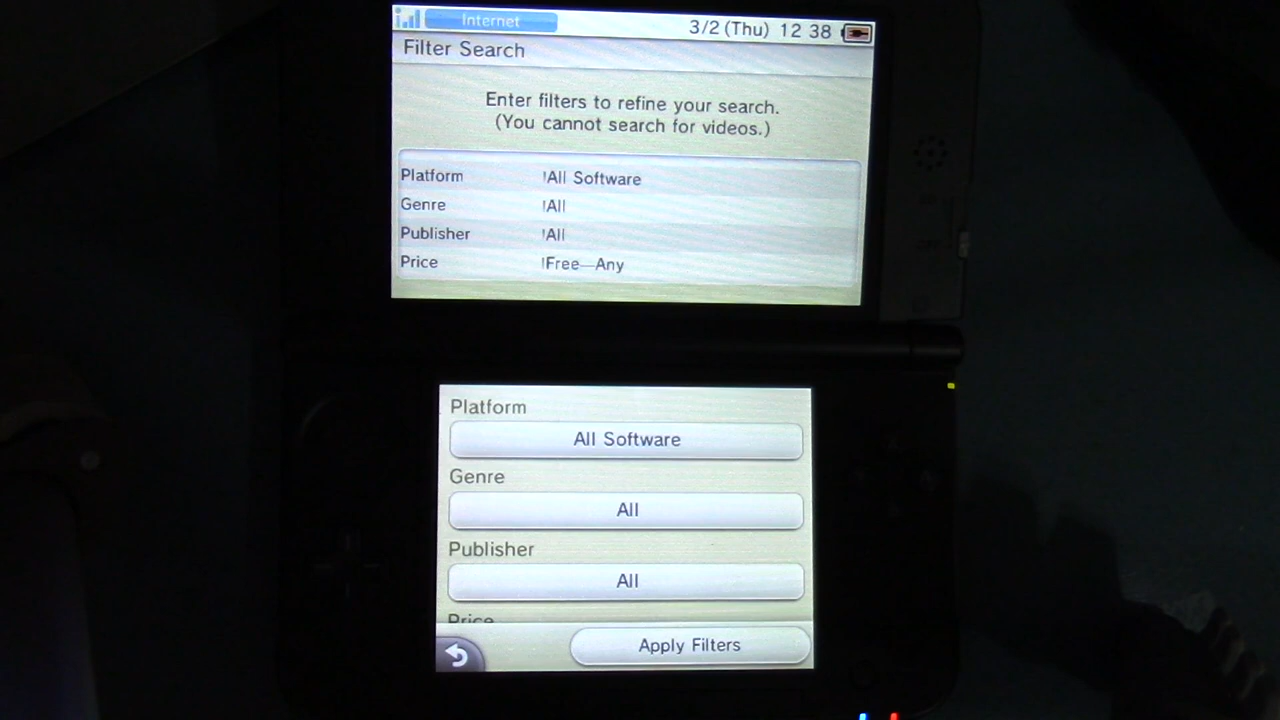 Internet
3/2 (Thu) 12 38
Filter Search
Enter filters to refine your search.
(You cannot search for videos.)
Platform :All Software
Genre :All
Publisher :All
Price :Free—Any
Platform
All Software
Genre
All
Publisher
All
Price
Apply Filters